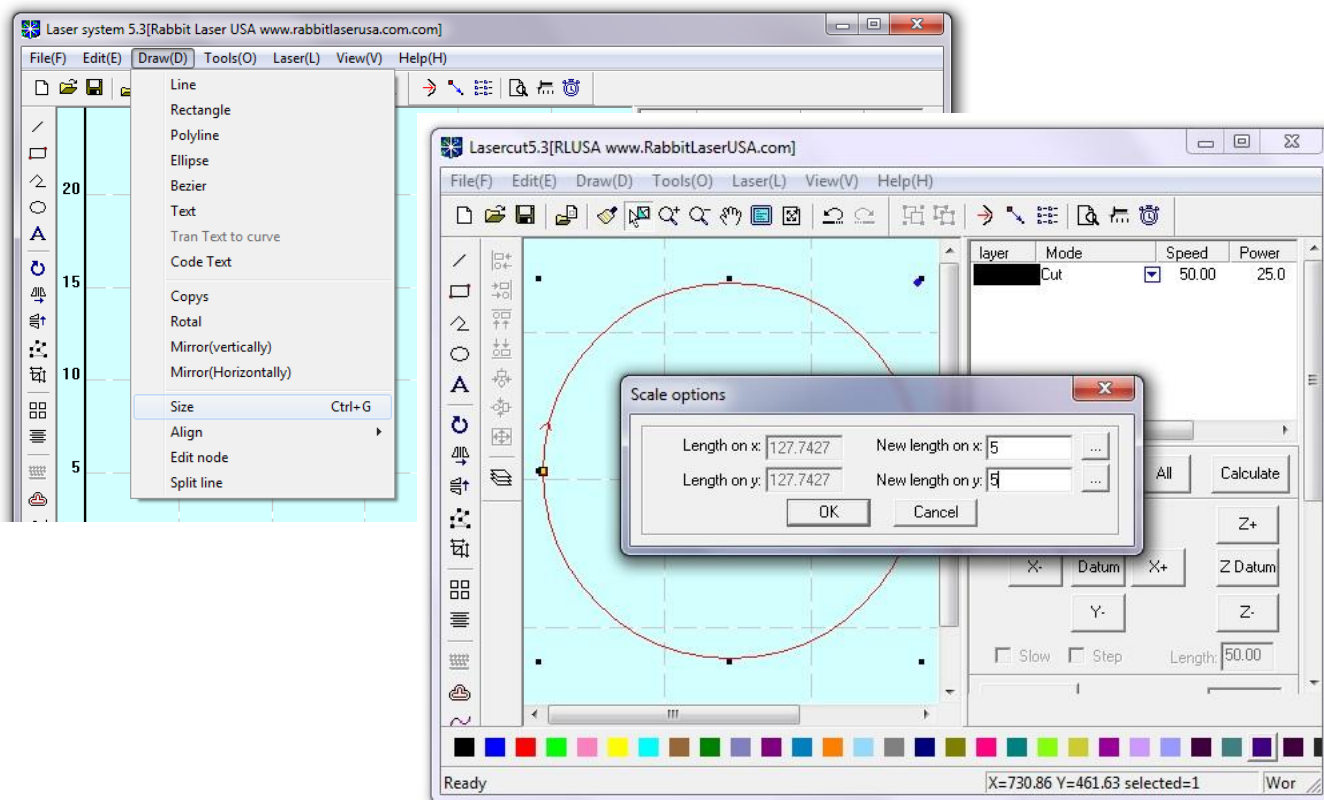 Laser system 5.3[Rabbit Laser USA www.rabbitlaserusa.com.com]
File(F) Edit(E) Draw(D) Tools(O) Laser(L) View(V) Help(H)
Line
Rectangle
Polyline
Ellipse
Bezier
Text
Tran Text to curve
Code Text
Copys
Rotal
Mirror(vertically)
Mirror(Horizontally)
Size Ctrl+G
Align
Edit node
Split line
A
20
15
10
5
Lasercut5.3[RLUSA www.RabbitLaserUSA.com]
File(F) Edit(E) Draw(D) Tools(O) Laser(L) View(V) Help(H)
layer Mode Speed Power
Cut 50.00 25.0
A
Scale options
Length on x: 127.7427 New length on x: 5 ...
Length on y: 127.7427 New length on y: 5 ...
OK Cancel
All Calculate
Z+
X- Datum X+ Z Datum
Y- Z-
Slow Step Length: 50.00
Ready X=730.86 Y=461.63 selected=1 Wor